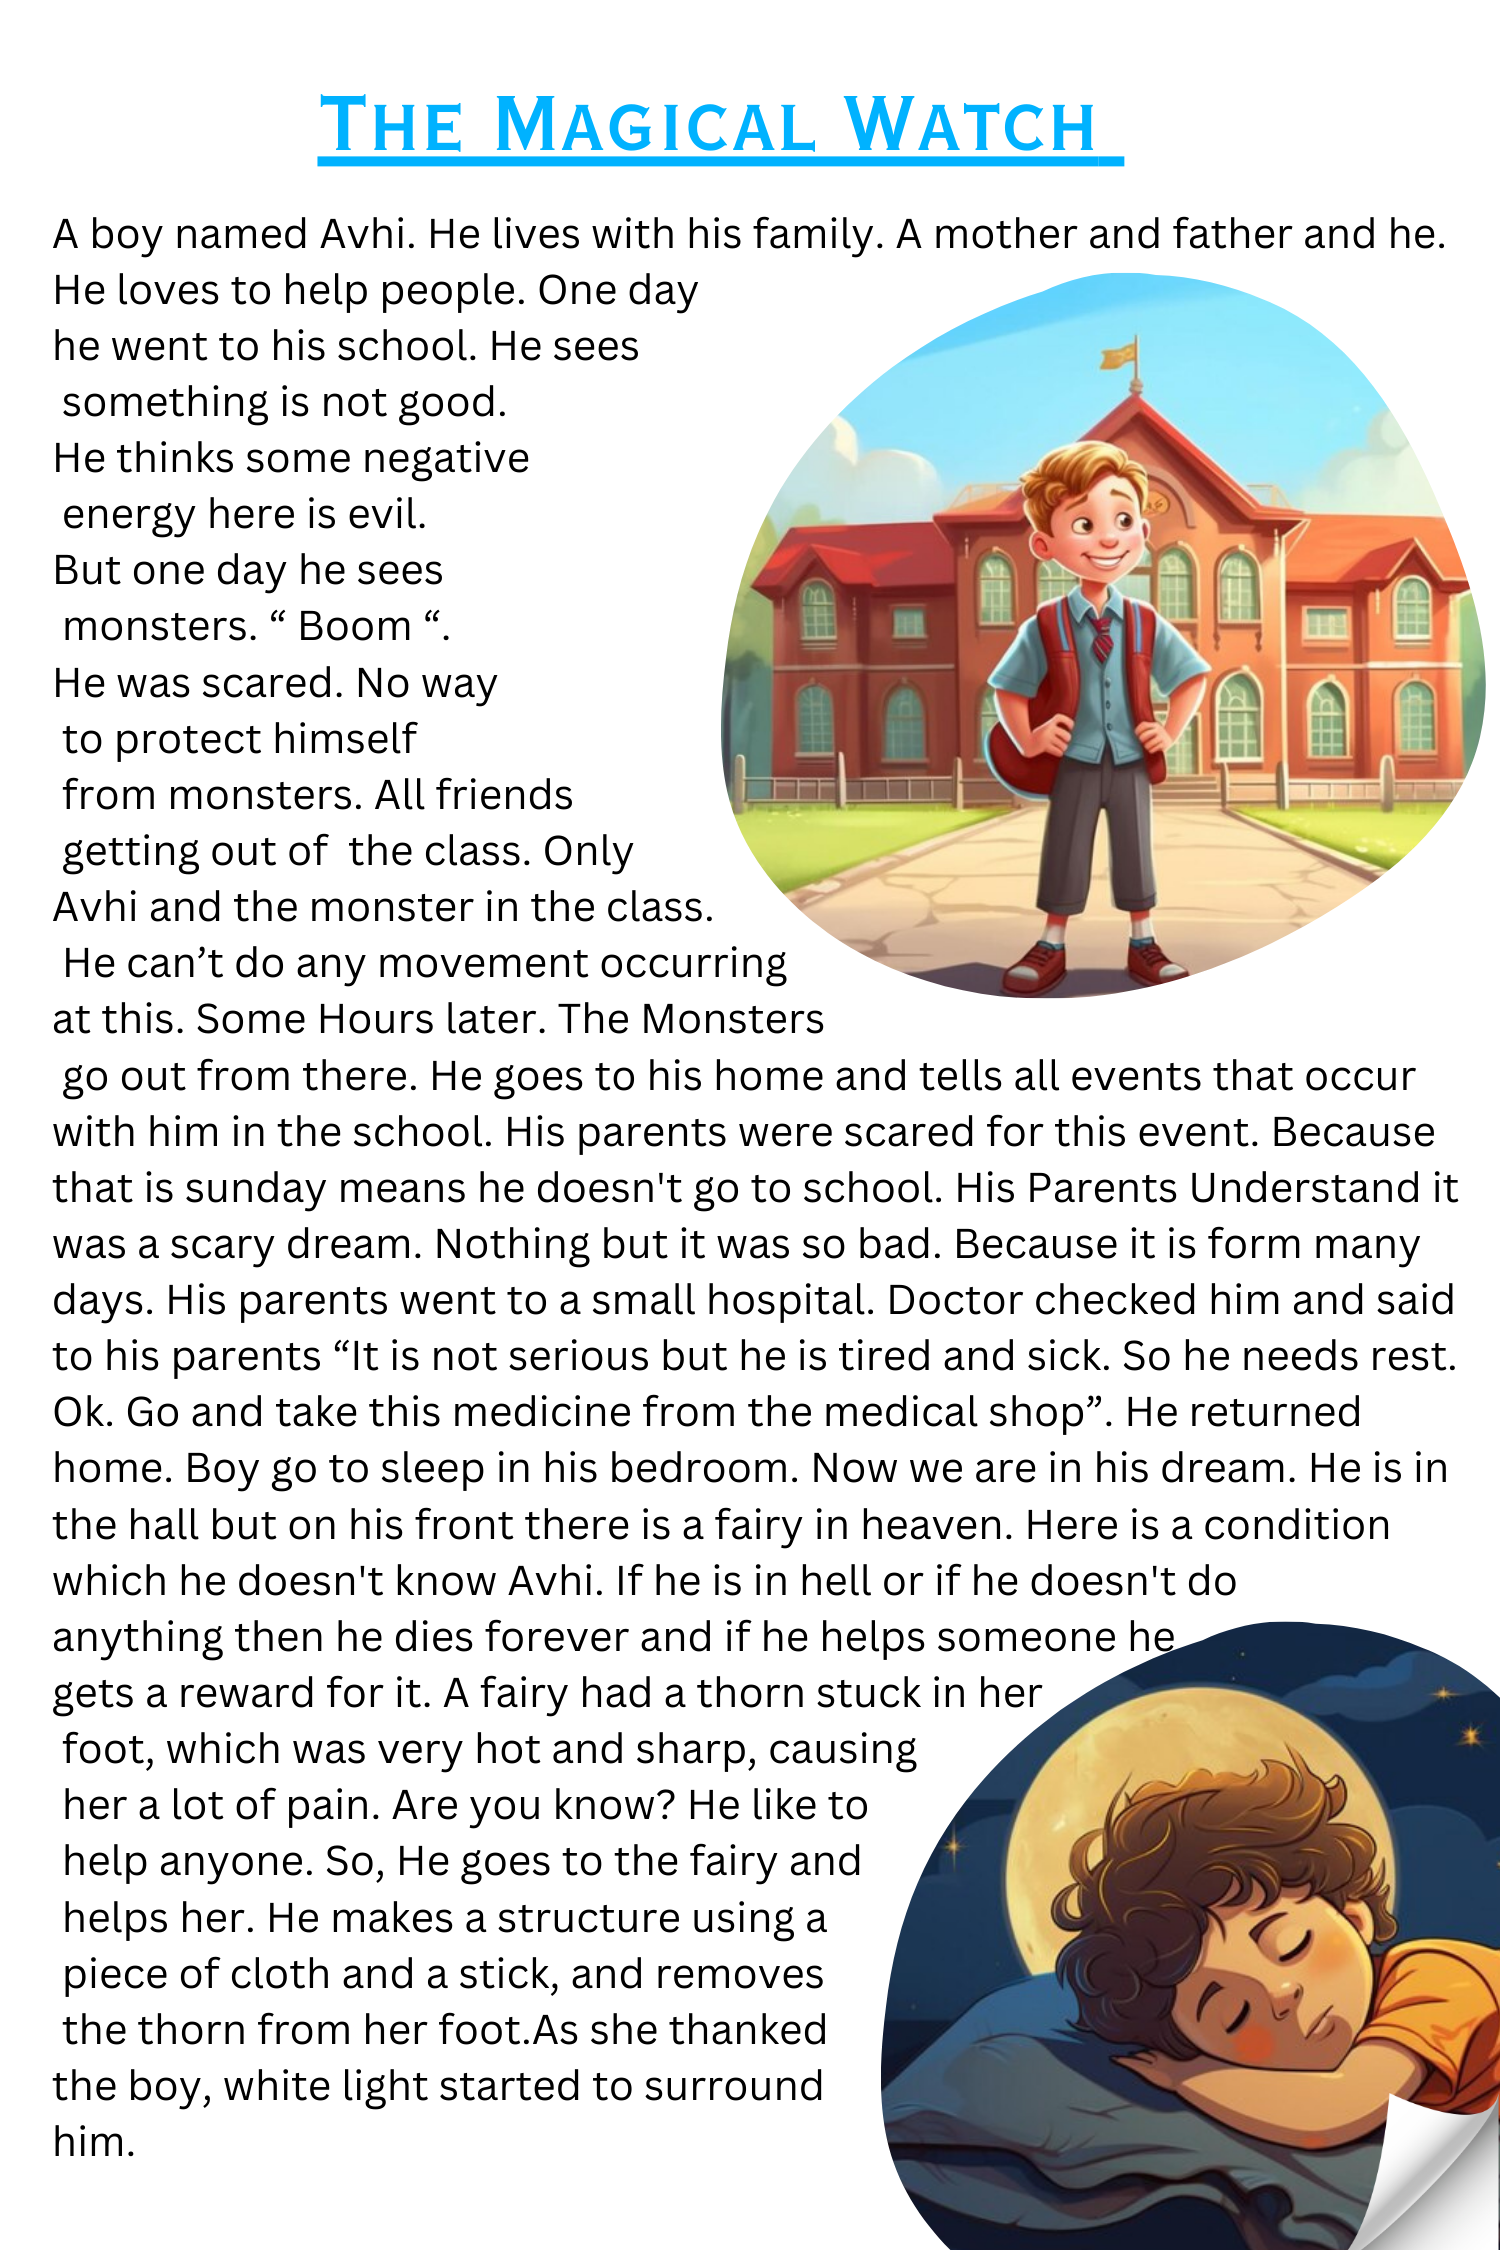 The Magical Watch
A boy named Avhi. He lives with his family. A mother and father and he.
He loves to help people. One day
he went to his school. He sees
something is not good.
He thinks some negative
energy here is evil.
But one day he sees
monsters. “ Boom “.
He was scared. No way
to protect himself
from monsters. All friends
getting out of  the class. Only
Avhi and the monster in the class.
He can’t do any movement occurring
at this. Some Hours later. The Monsters
go out from there. He goes to his home and tells all events that occur
with him in the school. His parents were scared for this event. Because
that is sunday means he doesn't go to school. His Parents Understand it
was a scary dream. Nothing but it was so bad. Because it is form many
days. His parents went to a small hospital. Doctor checked him and said
to his parents “It is not serious but he is tired and sick. So he needs rest.
Ok. Go and take this medicine from the medical shop”. He returned
home. Boy go to sleep in his bedroom. Now we are in his dream. He is in
the hall but on his front there is a fairy in heaven. Here is a condition
which he doesn't know Avhi. If he is in hell or if he doesn't do
anything then he dies forever and if he helps someone he
gets a reward for it. A fairy had a thorn stuck in her
foot, which was very hot and sharp, causing
her a lot of pain. Are you know? He like to
help anyone. So, He goes to the fairy and
helps her. He makes a structure using a
piece of cloth and a stick, and removes
the thorn from her foot.As she thanked
the boy, white light started to surround
him.